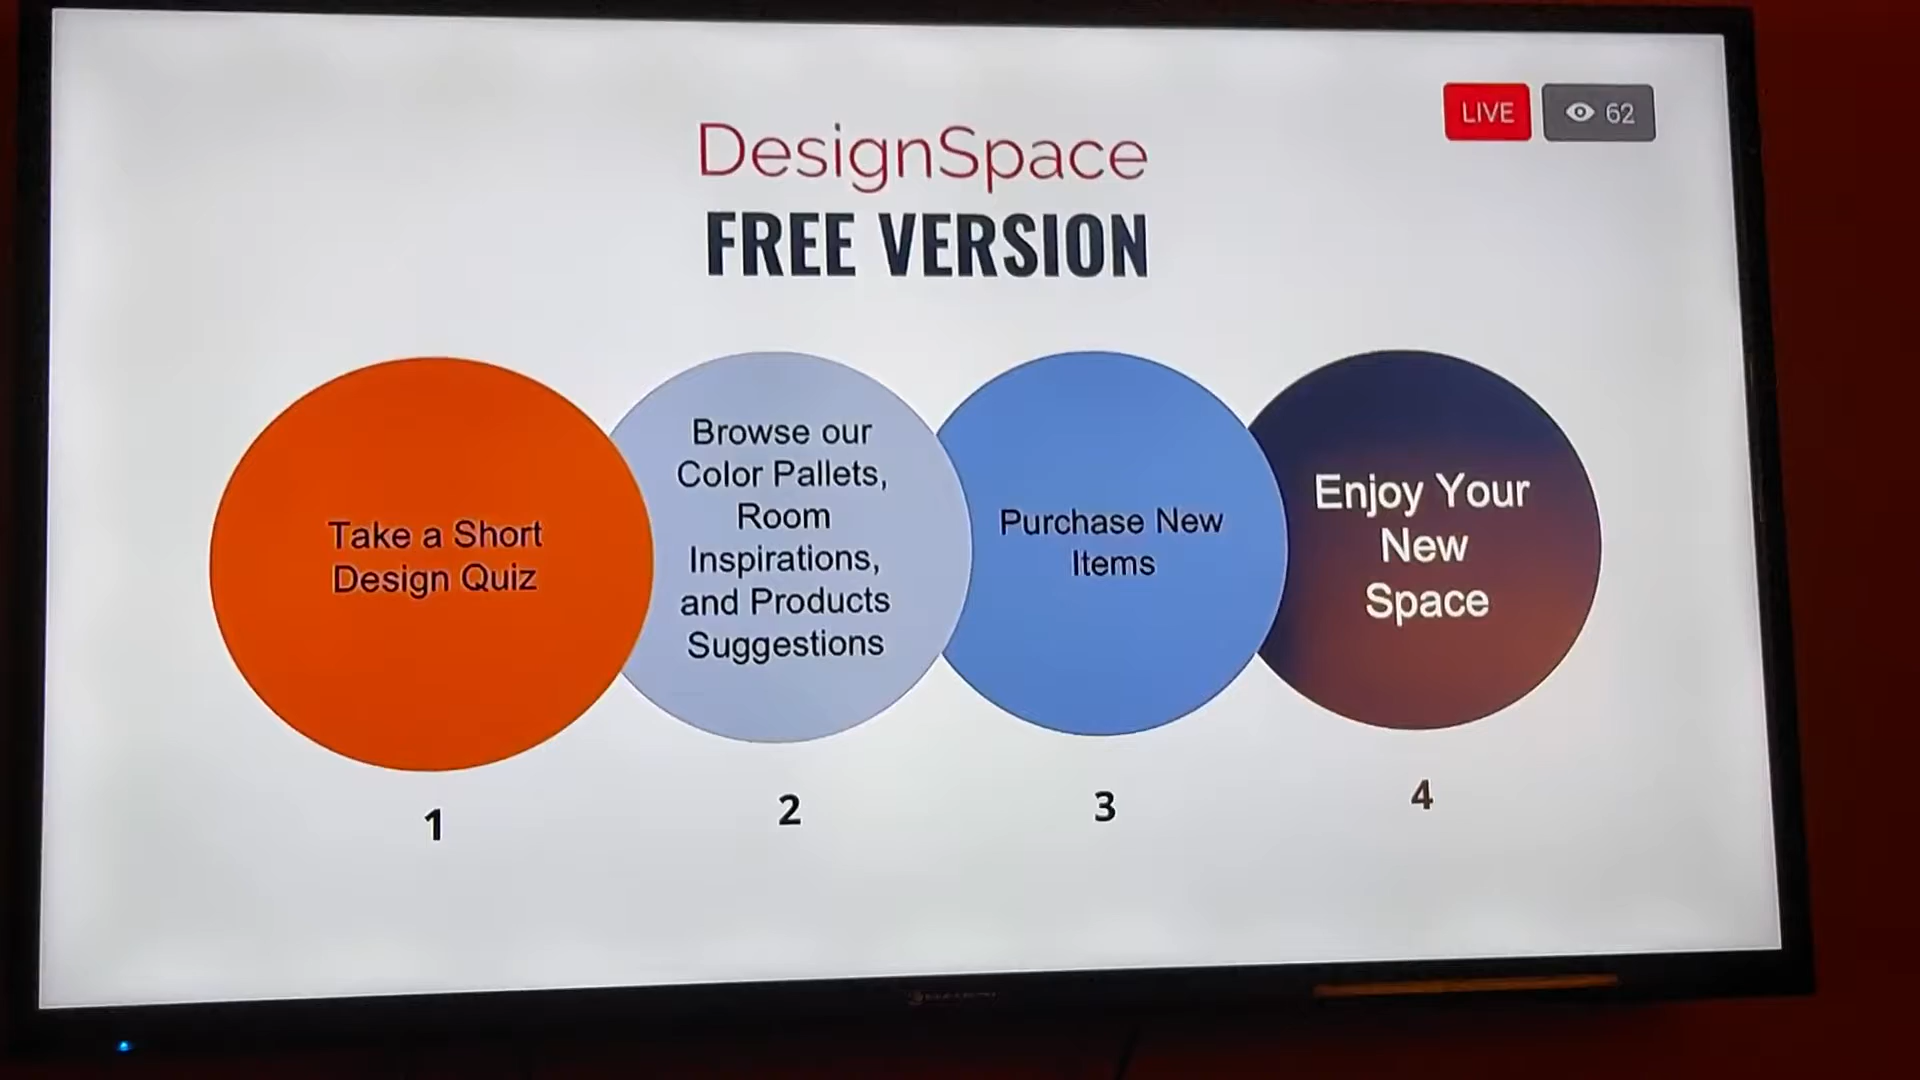 LIVE
62
DesignSpace
FREE VERSION
Take a Short
Design Quiz
Browse our
Color Pallets,
Room
Inspirations,
and Products
Suggestions
Purchase New
Items
Enjoy Your
New
Space
1
2
3
4